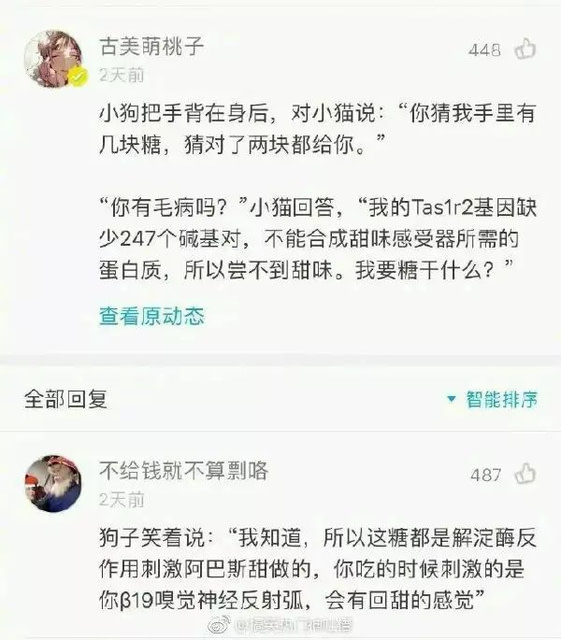 古美萌桃子
448
2天前
小狗把手背在身后，对小猫说：“你猜我手里有
几块糖，猜对了两块都给你。”
“你有毛病吗？”小猫回答，“我的Tas1r2基因缺
少247个碱基对，不能合成甜味感受器所需的
蛋白质，所以尝不到甜味。我要糖干什么？”
查看原动态
全部回复
智能排序
不给钱就不算剽咯
487
2天前
狗子笑着说：“我知道，所以这糖都是解淀酶反
作用刺激阿巴斯甜做的，你吃的时候刺激的是
你β19嗅觉神经反射弧，会有回甜的感觉”